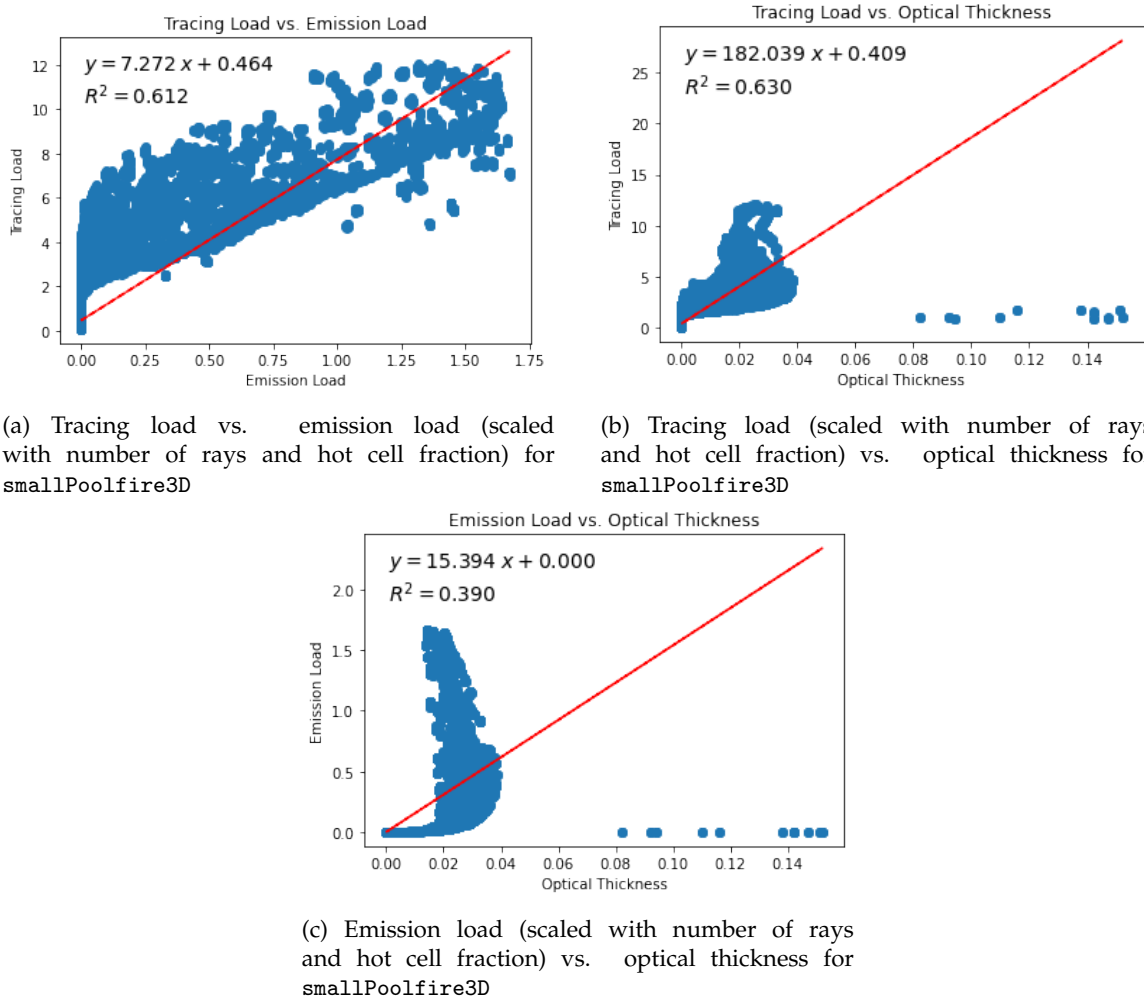 Tracing Load vs. Emission Load
y = 7.272 x + 0.464
R² = 0.612
12
10
8
6
4
2
0
Tracing Load
0.00 0.25 0.50 0.75 1.00 1.25 1.50 1.75
Emission Load
(a) Tracing load vs. emission load (scaled
with number of rays and hot cell fraction) for
smallPoolfire3D
Tracing Load vs. Optical Thickness
y = 182.039 x + 0.409
R² = 0.630
25
20
15
10
5
0
Tracing Load
0.00 0.02 0.04 0.06 0.08 0.10 0.12 0.14
Optical Thickness
(b) Tracing load (scaled with number of rays
and hot cell fraction) vs. optical thickness fo
smallPoolfire3D
Emission Load vs. Optical Thickness
y = 15.394 x + 0.000
R² = 0.390
2.0
1.5
1.0
0.5
0.0
Emission Load
0.00 0.02 0.04 0.06 0.08 0.10 0.12 0.14
Optical Thickness
(c) Emission load (scaled with number of rays
and hot cell fraction) vs. optical thickness for
smallPoolfire3D